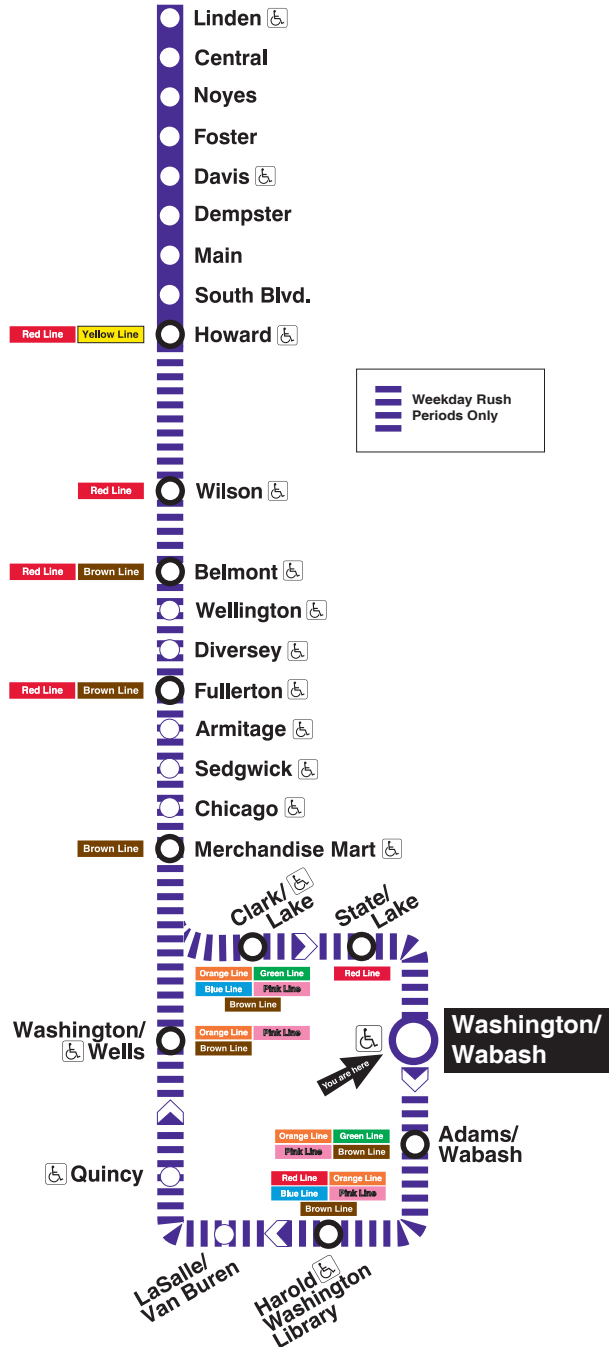 Linden
Central
Noyes
Foster
Davis
Dempster
Main
South Blvd.
Red Line Yellow Line Howard
Weekday Rush
Periods Only
Red Line Wilson
Red Line Brown Line Belmont
Wellington
Diversey
Red Line Brown Line Fullerton
Armitage
Sedgwick
Chicago
Brown Line Merchandise Mart
Clark/
Lake
State/
Lake
Orange Line Green Line
Blue Line Pink Line
Brown Line
Red Line
Washington/
Wells
Orange Line Pink Line
Brown Line
Washington/
Wabash
You are here
Orange Line Green Line
Pink Line Brown Line
Adams/
Wabash
Quincy
Red Line Orange Line
Blue Line Pink Line
Brown Line
LaSalle/
Van Buren
Harold
Washington
Library